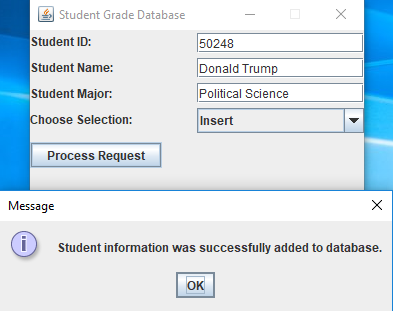 Student Grade Database
Student ID: 50248
Student Name: Donald Trump
Student Major: Political Science
Choose Selection: Insert
Process Request
Message
Student information was successfully added to database.
OK